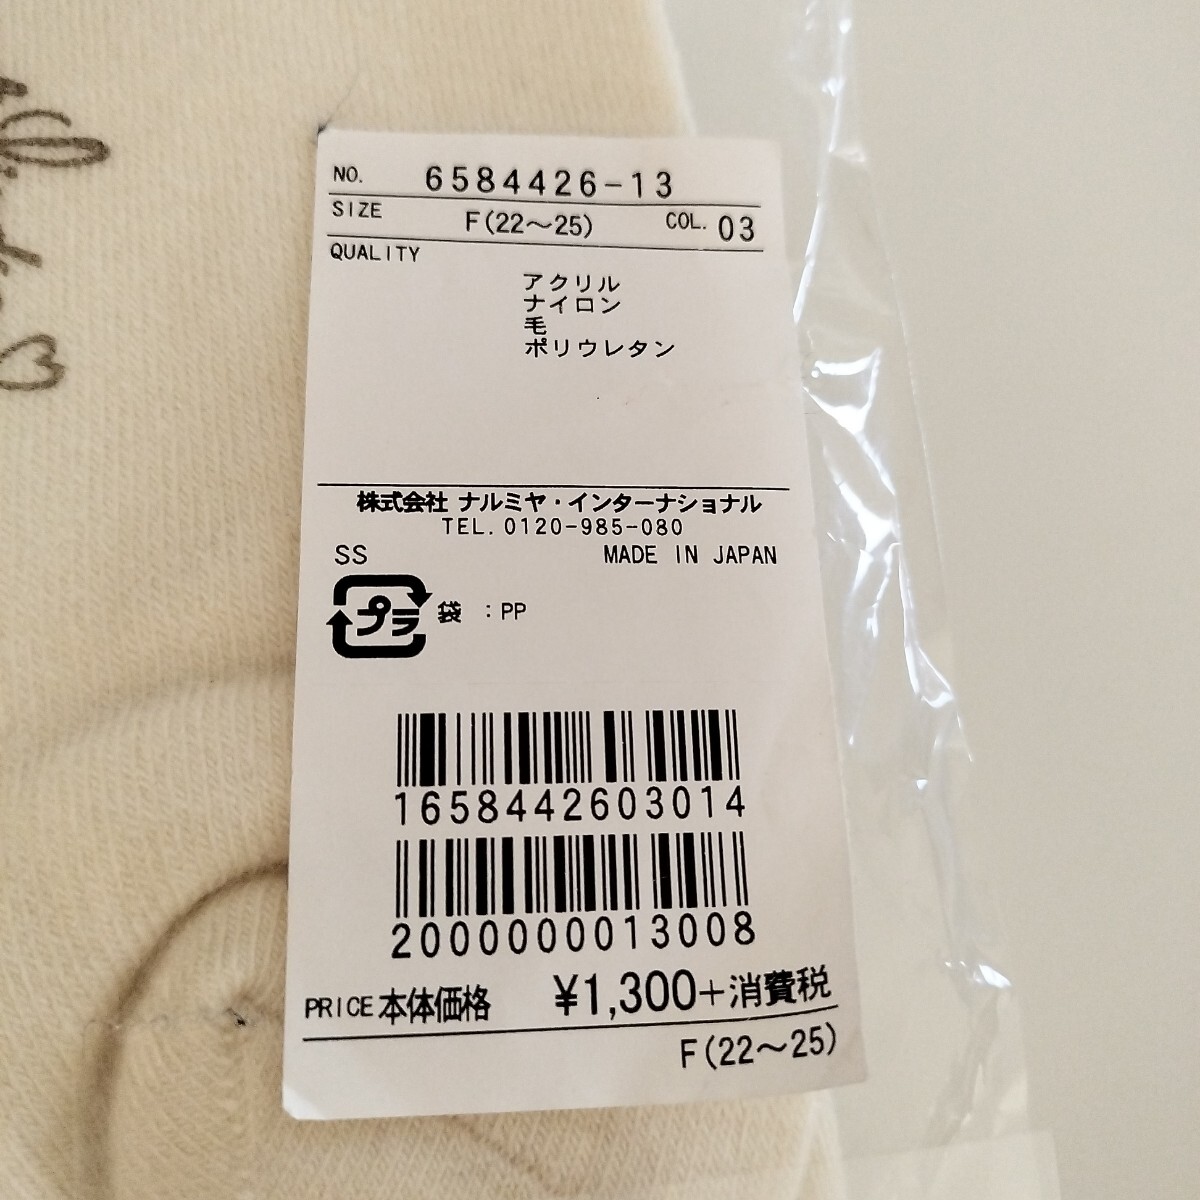 NO. 6584426-13
SIZE F(22〜25) COL. 03
QUALITY
アクリル
ナイロン
毛
ポリウレタン
株式会社 ナルミヤ・インターナショナル
TEL. 0120-985-080
SS MADE IN JAPAN
プラ 袋 : PP
1658442603014
2000000013008
PRICE 本体価格 ¥1,300+消費税
F(22〜25)